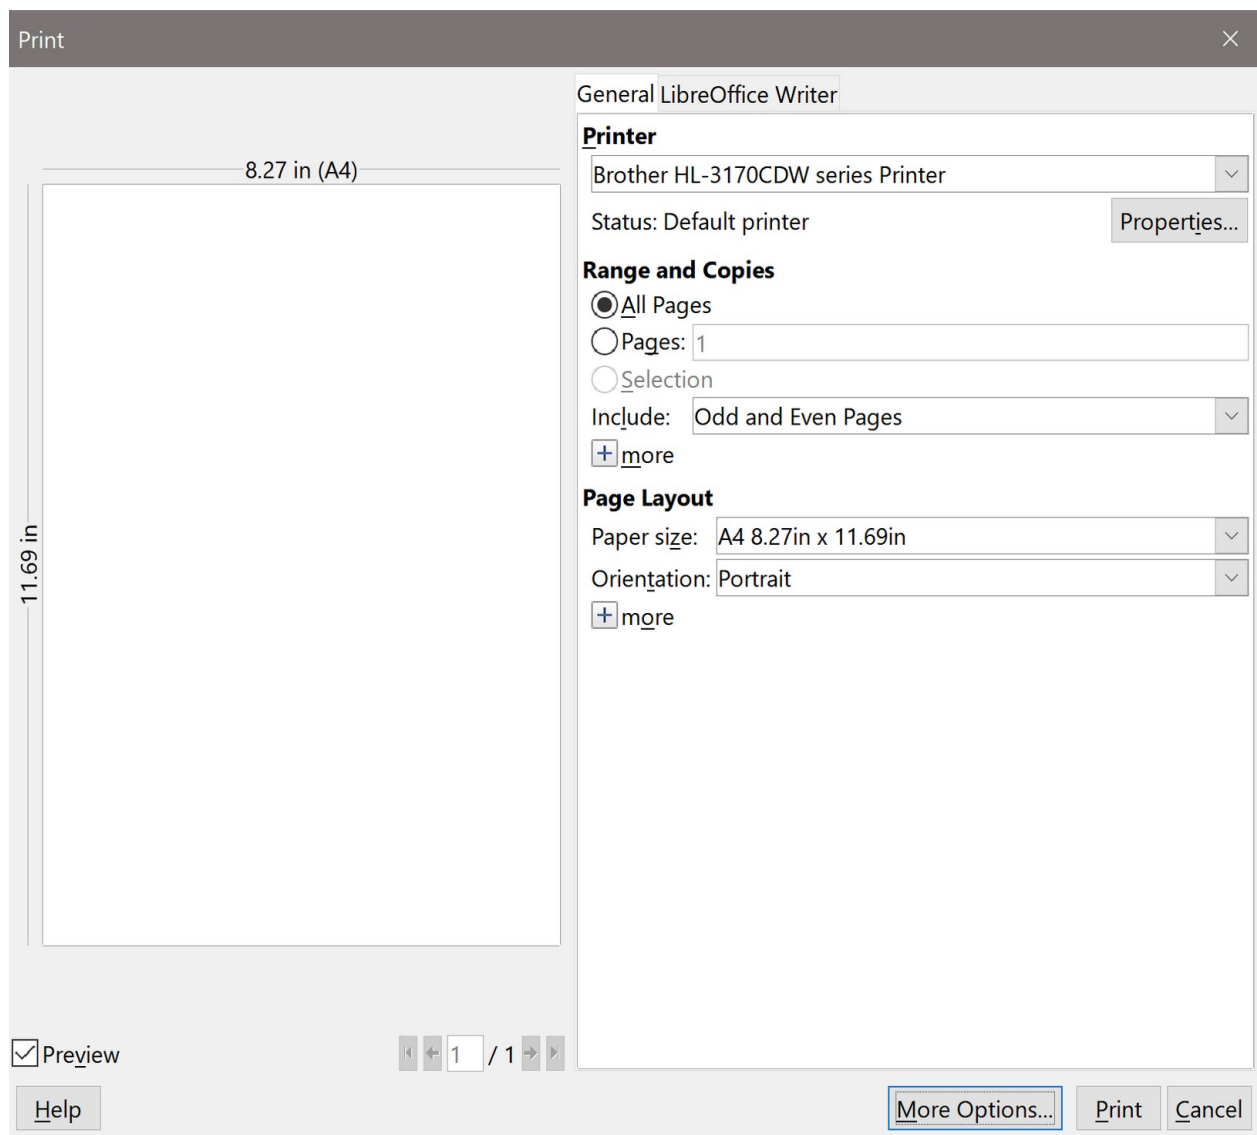 Print
General LibreOffice Writer
8.27 in (A4)
11.69 in
Printer
Brother HL-3170CDW series Printer
Status: Default printer Properties...
Range and Copies
All Pages
Pages: 1
Selection
Include: Odd and Even Pages
more
Page Layout
Paper size: A4 8.27in x 11.69in
Orientation: Portrait
more
Preview 1 / 1
Help More Options... Print Cancel